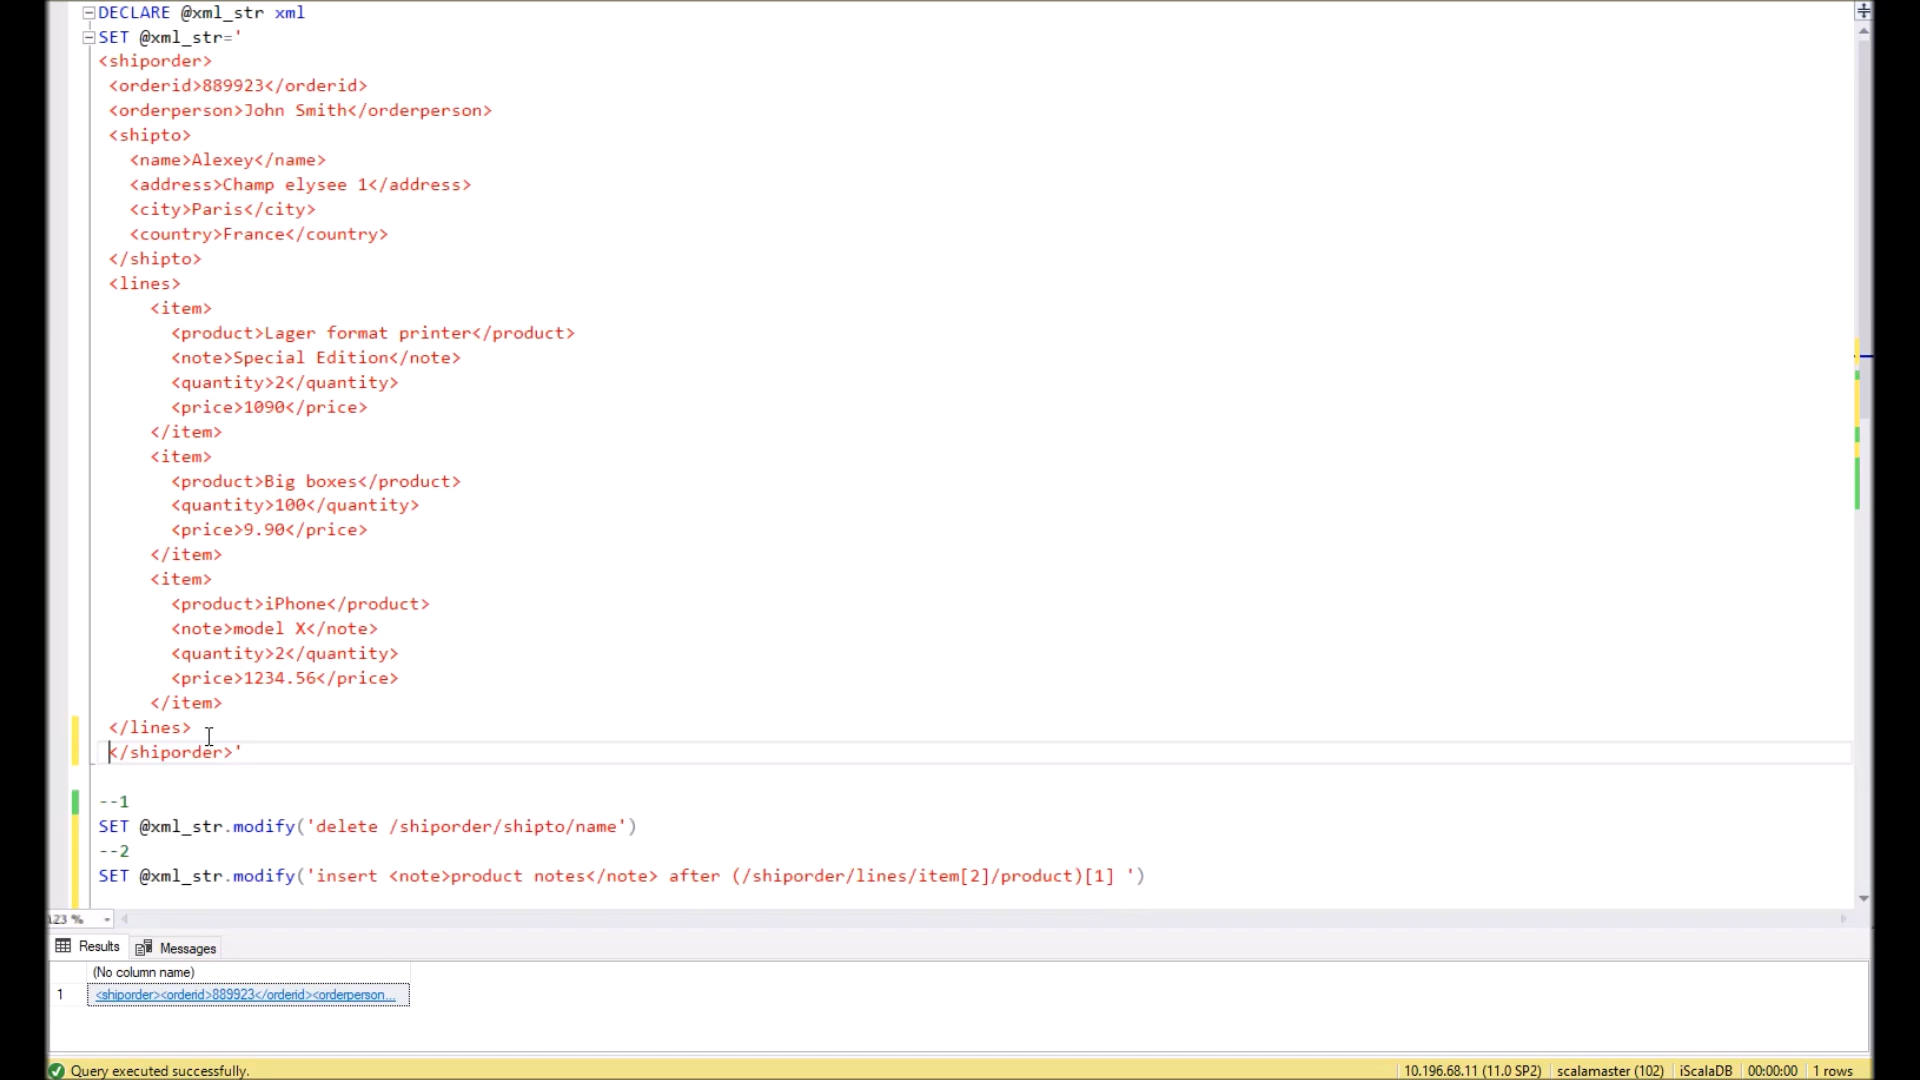 DECLARE @xml_str xml
SET @xml_str='
<shiporder>
<orderid>889923</orderid>
<orderperson>John Smith</orderperson>
<shipto>
<name>Alexey</name>
<address>Champ elysee 1</address>
<city>Paris</city>
<country>France</country>
</shipto>
<lines>
<item>
<product>Lager format printer</product>
<note>Special Edition</note>
<quantity>2</quantity>
<price>1090</price>
</item>
<item>
<product>Big boxes</product>
<quantity>100</quantity>
<price>9.90</price>
</item>
<item>
<product>iPhone</product>
<note>model X</note>
<quantity>2</quantity>
<price>1234.56</price>
</item>
</lines>
</shiporder>'
--1
SET @xml_str.modify('delete /shiporder/shipto/name')
--2
SET @xml_str.modify('insert <note>product notes</note> after (/shiporder/lines/item[2]/product)[1] ')
123 %
Results Messages
(No column name)
1 <shiporder><orderid>889923</orderid><orderperson...
Query executed successfully. 10.196.68.11 (11.0 SP2) scalamaster (102) iScalaDB 00:00:00 1 rows